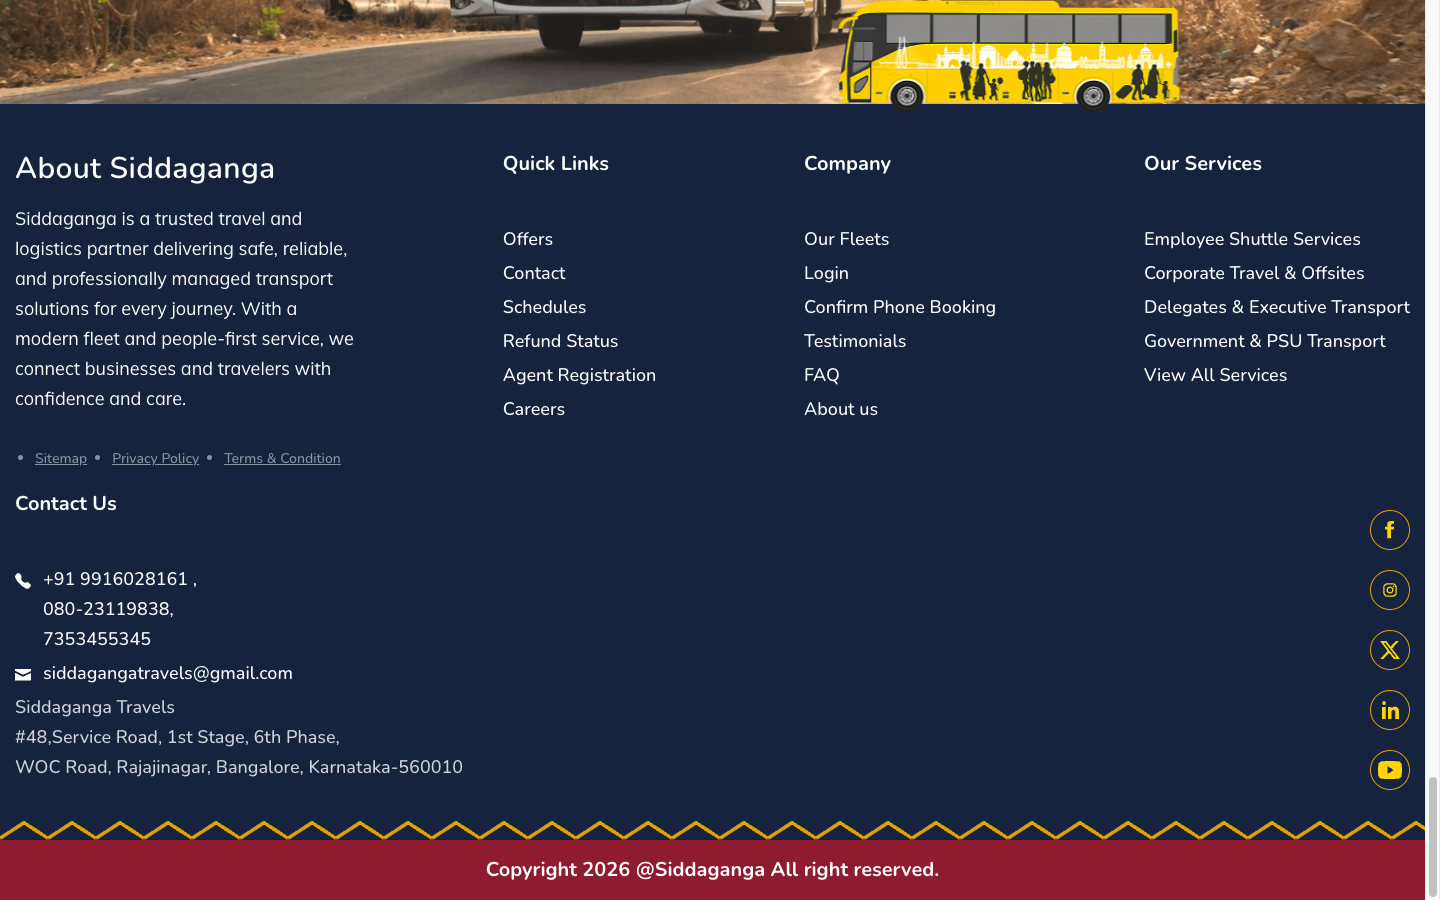 About Siddaganga
Siddaganga is a trusted travel and
logistics partner delivering safe, reliable,
and professionally managed transport
solutions for every journey. With a
modern fleet and people-first service, we
connect businesses and travelers with
confidence and care.
Sitemap
Privacy Policy
Terms & Condition
Quick Links
Offers
Contact
Schedules
Refund Status
Agent Registration
Careers
Company
Our Fleets
Login
Confirm Phone Booking
Testimonials
FAQ
About us
Our Services
Employee Shuttle Services
Corporate Travel & Offsites
Delegates & Executive Transport
Government & PSU Transport
View All Services
Contact Us
+91 9916028161 ,
080-23119838,
7353455345
siddagangatravels@gmail.com
Siddaganga Travels
#48,Service Road, 1st Stage, 6th Phase,
WOC Road, Rajajinagar, Bangalore, Karnataka-560010
Copyright 2026 @Siddaganga All right reserved.